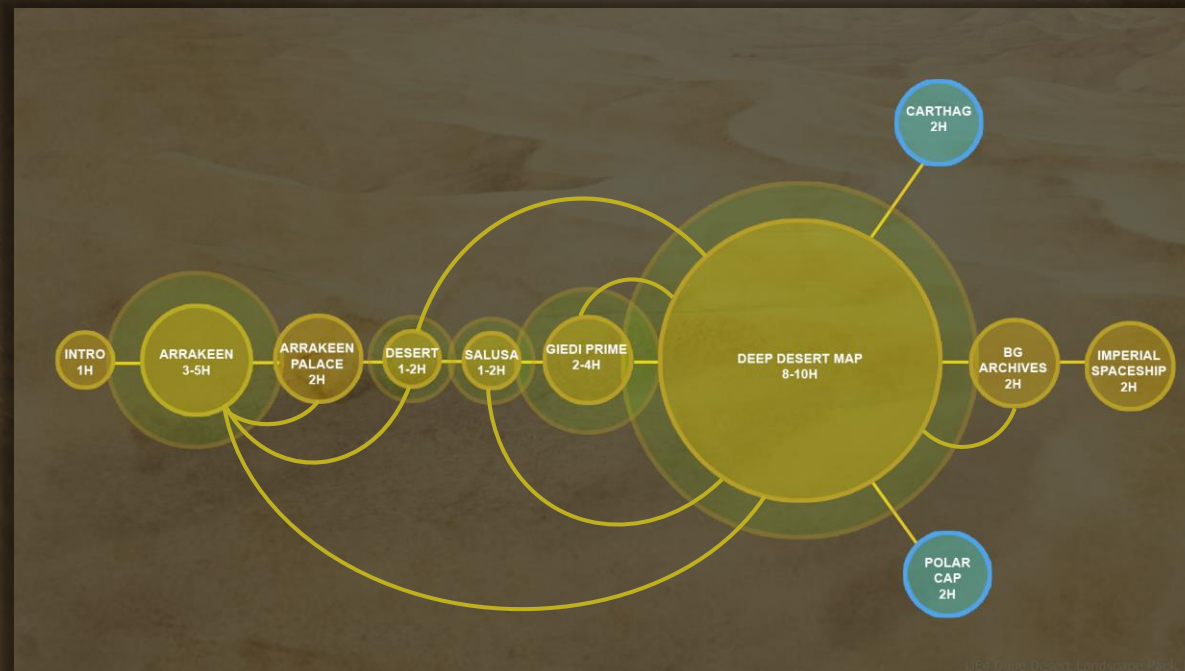 CARTHAG
2H
INTRO
1H
ARRAKEEN
3-5H
ARRAKEEN
PALACE
2H
DESERT
1-2H
SALUSA
1-2H
GIEDI PRIME
2-4H
DEEP DESERT MAP
8-10H
BG
ARCHIVES
2H
IMPERIAL
SPACESHIP
2H
POLAR
CAP
2H